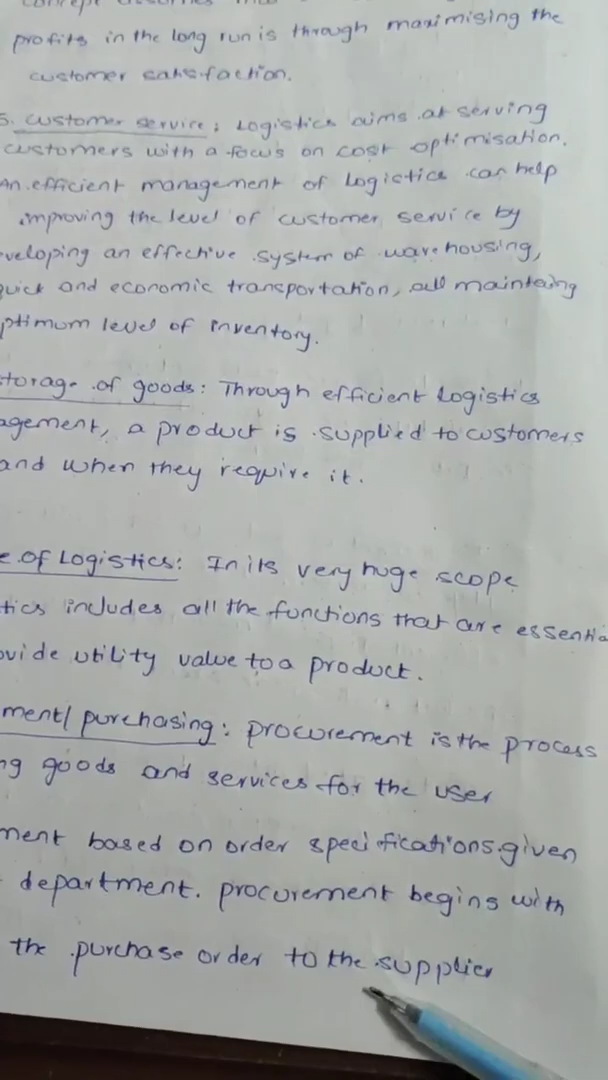 profits in the long run is through maximising the
customer satisfaction.
5. customer service; Logistics aims at serving
customers with a focus on cost optimisation.
An efficient management of Logistics can help
improving the level of customer service by
veloping an effective system of warehousing,
quick and economic transportation, all maintaing
ptimum level of inventory.
torage of goods: Through efficient Logistics
agement, a product is supplied to customers
and when they require it.
e of Logistics: In its very huge scope
tics includes all the functions that are essentia
ovide utility value to a product.
ment/ purchasing: procurement is the process
ng goods and services for the user
ment based on order specifications given
department. procurement begins with
the purchase order to the supplier